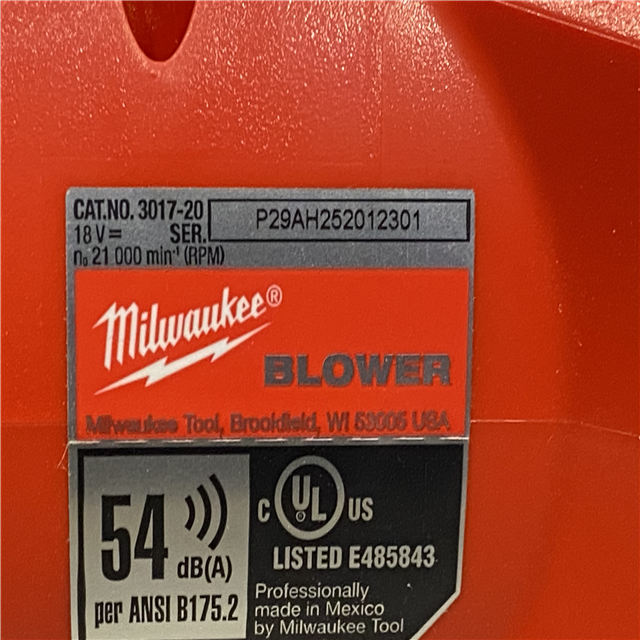 CAT.NO. 3017-20
18 V⎓ SER. P29AH252012301
n₀ 21 000 min⁻¹ (RPM)
Milwaukee®
BLOWER
Milwaukee Tool, Brookfield, WI 53005 USA
54 dB(A)
per ANSI B175.2
C UL US
LISTED E485843
Professionally
made in Mexico
by Milwaukee Tool